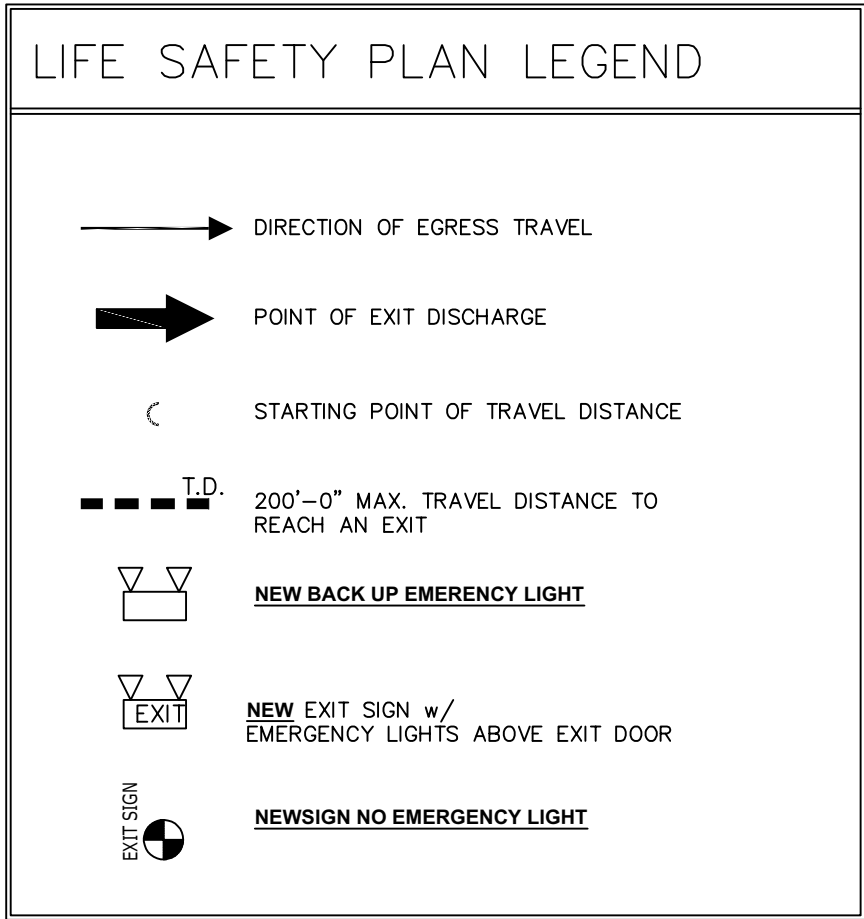 LIFE SAFETY PLAN LEGEND
DIRECTION OF EGRESS TRAVEL
POINT OF EXIT DISCHARGE
STARTING POINT OF TRAVEL DISTANCE
T.D.
200'-0" MAX. TRAVEL DISTANCE TO
REACH AN EXIT
NEW BACK UP EMERENCY LIGHT
EXIT
NEW EXIT SIGN w/
EMERGENCY LIGHTS ABOVE EXIT DOOR
EXIT SIGN
NEWSIGN NO EMERGENCY LIGHT